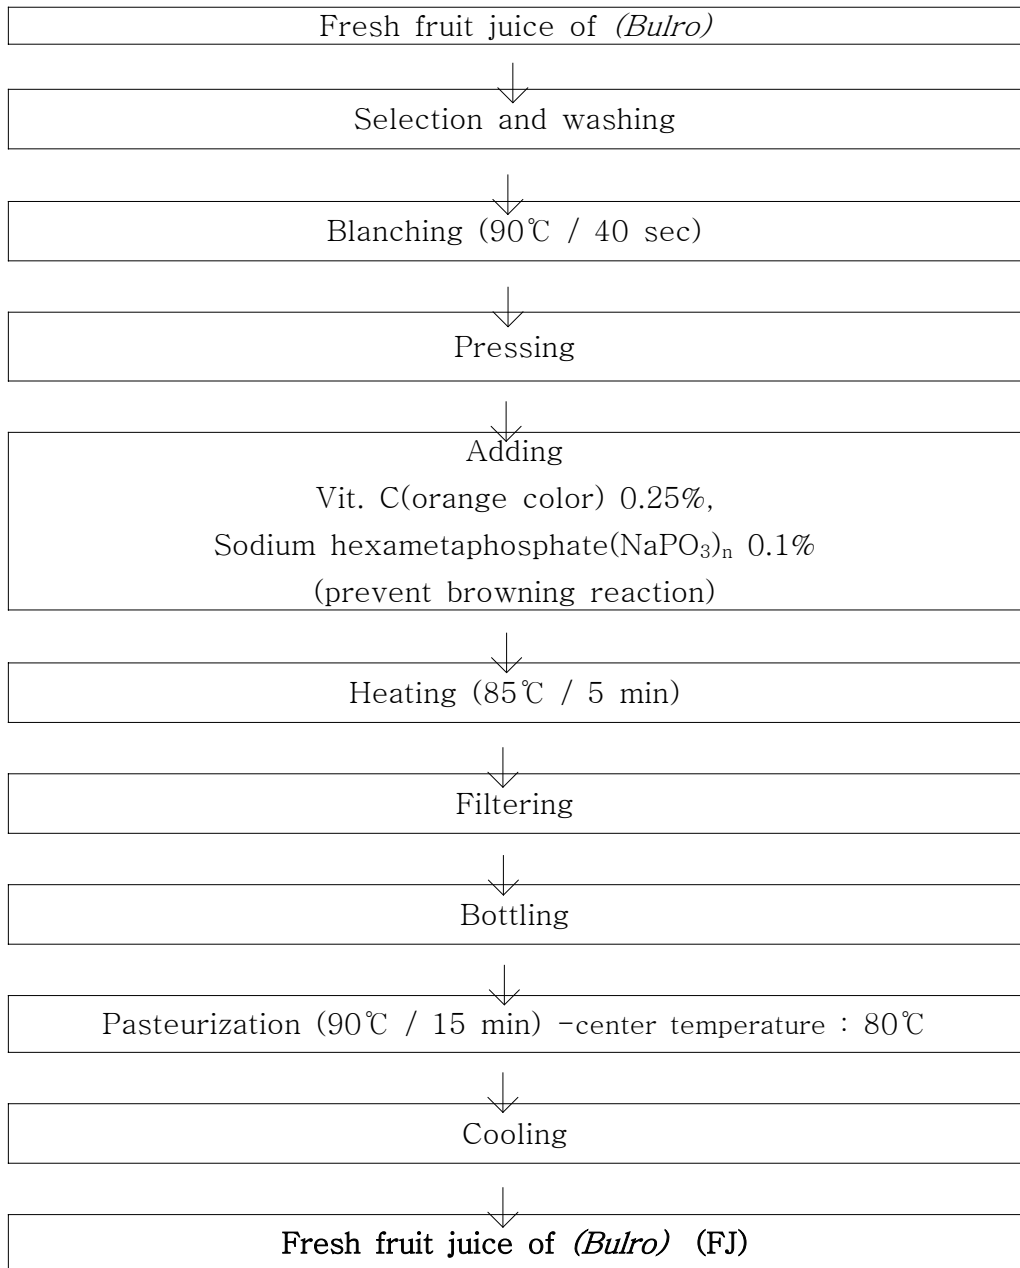 Fresh fruit juice of (Bulro)
Selection and washing
Blanching (90℃ / 40 sec)
Pressing
Adding
Vit. C(orange color) 0.25%,
Sodium hexametaphosphate(NaPO₃)ₙ 0.1%
(prevent browning reaction)
Heating (85℃ / 5 min)
Filtering
Bottling
Pasteurization (90℃ / 15 min) -center temperature : 80℃
Cooling
Fresh fruit juice of (Bulro) (FJ)